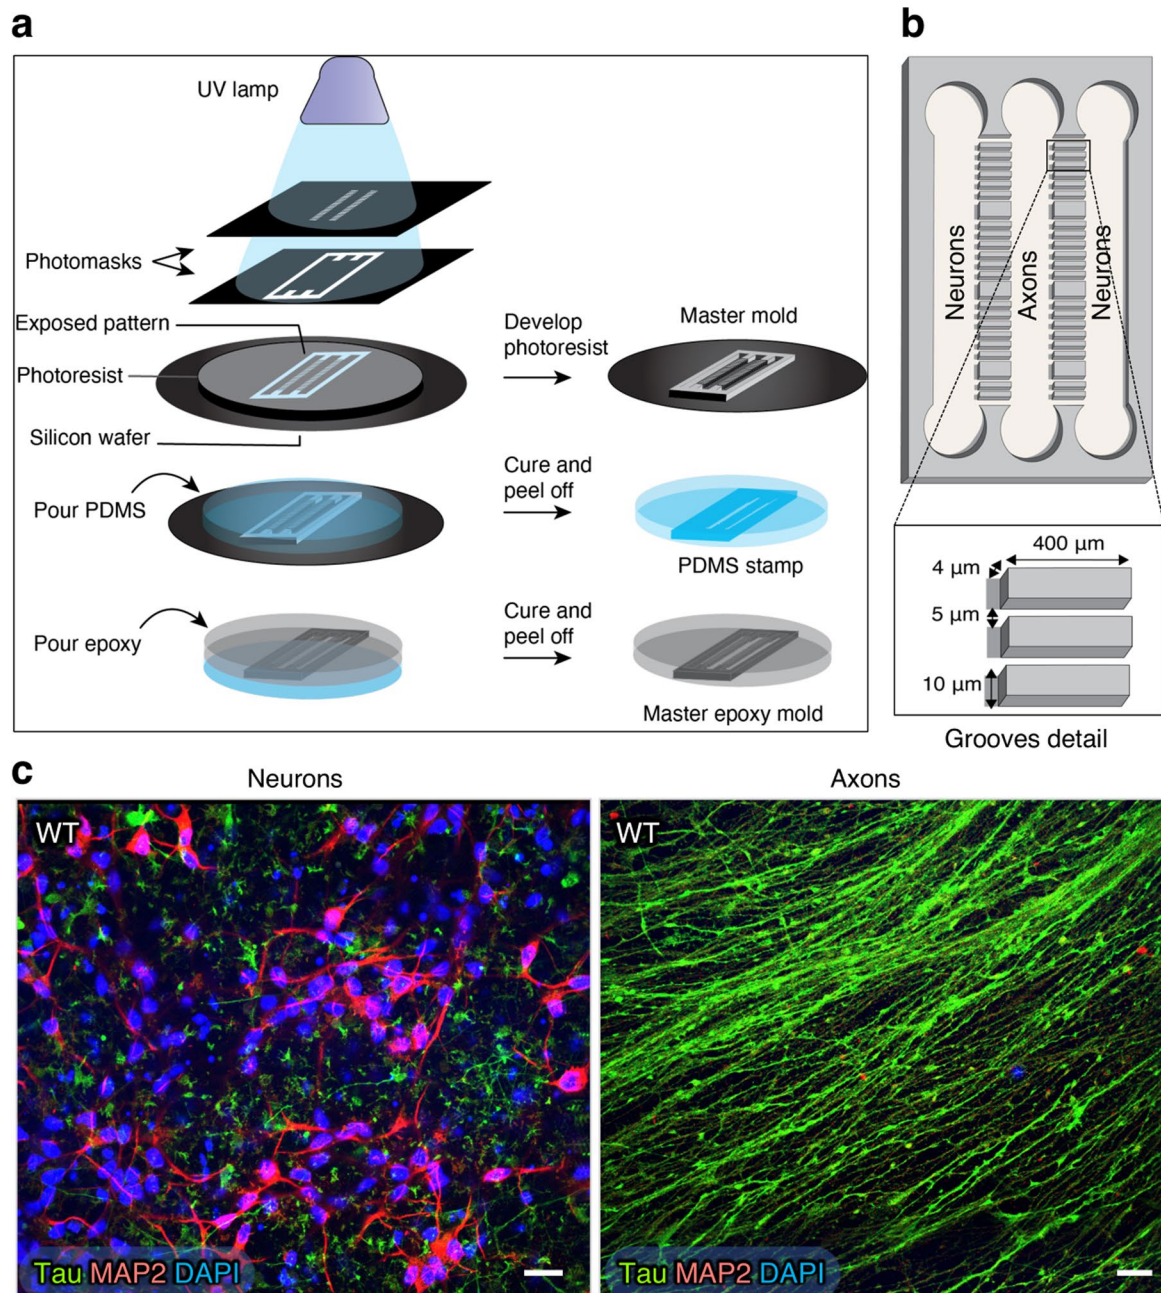 a
UV lamp
Photomasks
Exposed pattern
Photoresist
Silicon wafer
Develop
photoresist
Master mold
Pour PDMS
Cure and
peel off
PDMS stamp
Pour epoxy
Cure and
peel off
Master epoxy mold
b
Neurons
Axons
Neurons
400 µm
4 µm
5 µm
10 µm
Grooves detail
c
Neurons
Axons
WT
WT
Tau MAP2 DAPI
Tau MAP2 DAPI